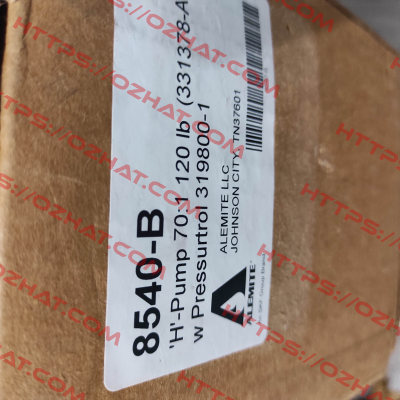 8540-B
'H'-Pump 70:1 120 lb (331378-A
w Pressurtrol 319800-1
ALEMITE LLC
JOHNSON CITY, TN37601
ALEMITE®
HTTPS://OZHAT.COM